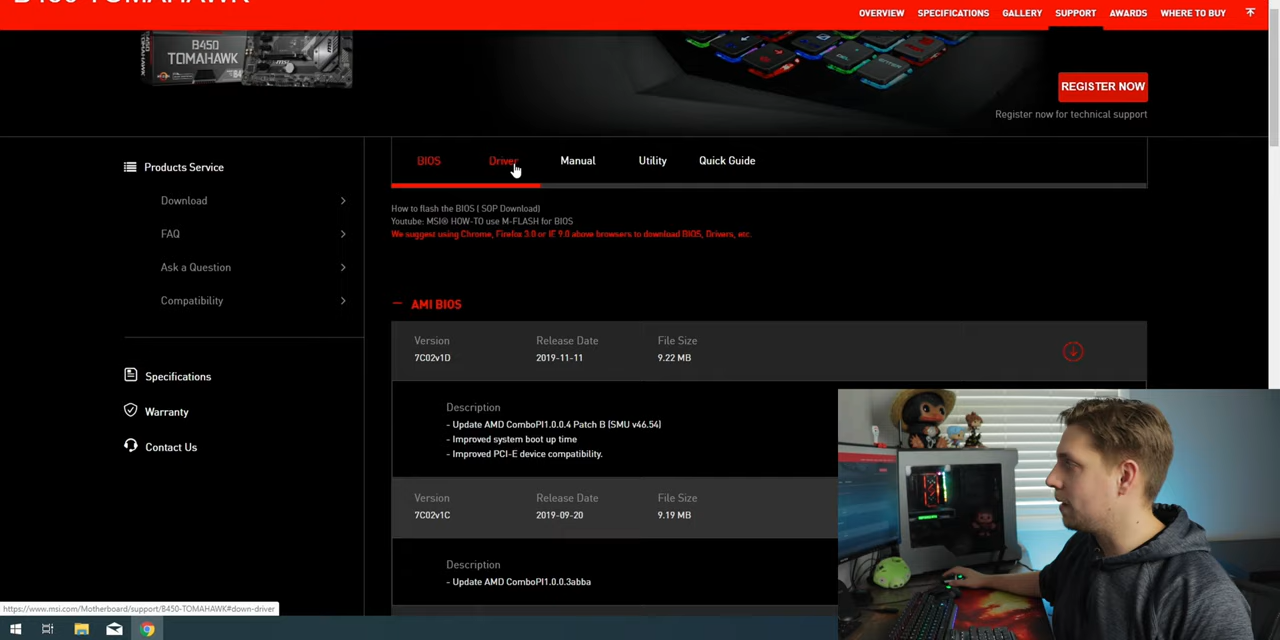 B450 TOMAHAWK
OVERVIEW SPECIFICATIONS GALLERY SUPPORT AWARDS WHERE TO BUY
B450
TOMAHAWK
REGISTER NOW
Register now for technical support
Products Service
Download
FAQ
Ask a Question
Compatibility
Specifications
Warranty
Contact Us
BIOS Driver Manual Utility Quick Guide
How to flash the BIOS ( SOP Download)
Youtube: MSI® HOW-TO use M-FLASH for BIOS
We suggest using Chrome, Firefox 3.0 or IE 9.0 above browsers to download BIOS, Drivers, etc.
AMI BIOS
Version Release Date File Size
7C02v1D 2019-11-11 9.22 MB
Description
- Update AMD ComboPI1.0.0.4 Patch B (SMU v46.54)
- Improved system boot up time
- Improved PCI-E device compatibility.
Version Release Date File Size
7C02v1C 2019-09-20 9.19 MB
Description
- Update AMD ComboPI1.0.0.3abba
https://www.msi.com/Motherboard/support/B450-TOMAHAWK#down-driver